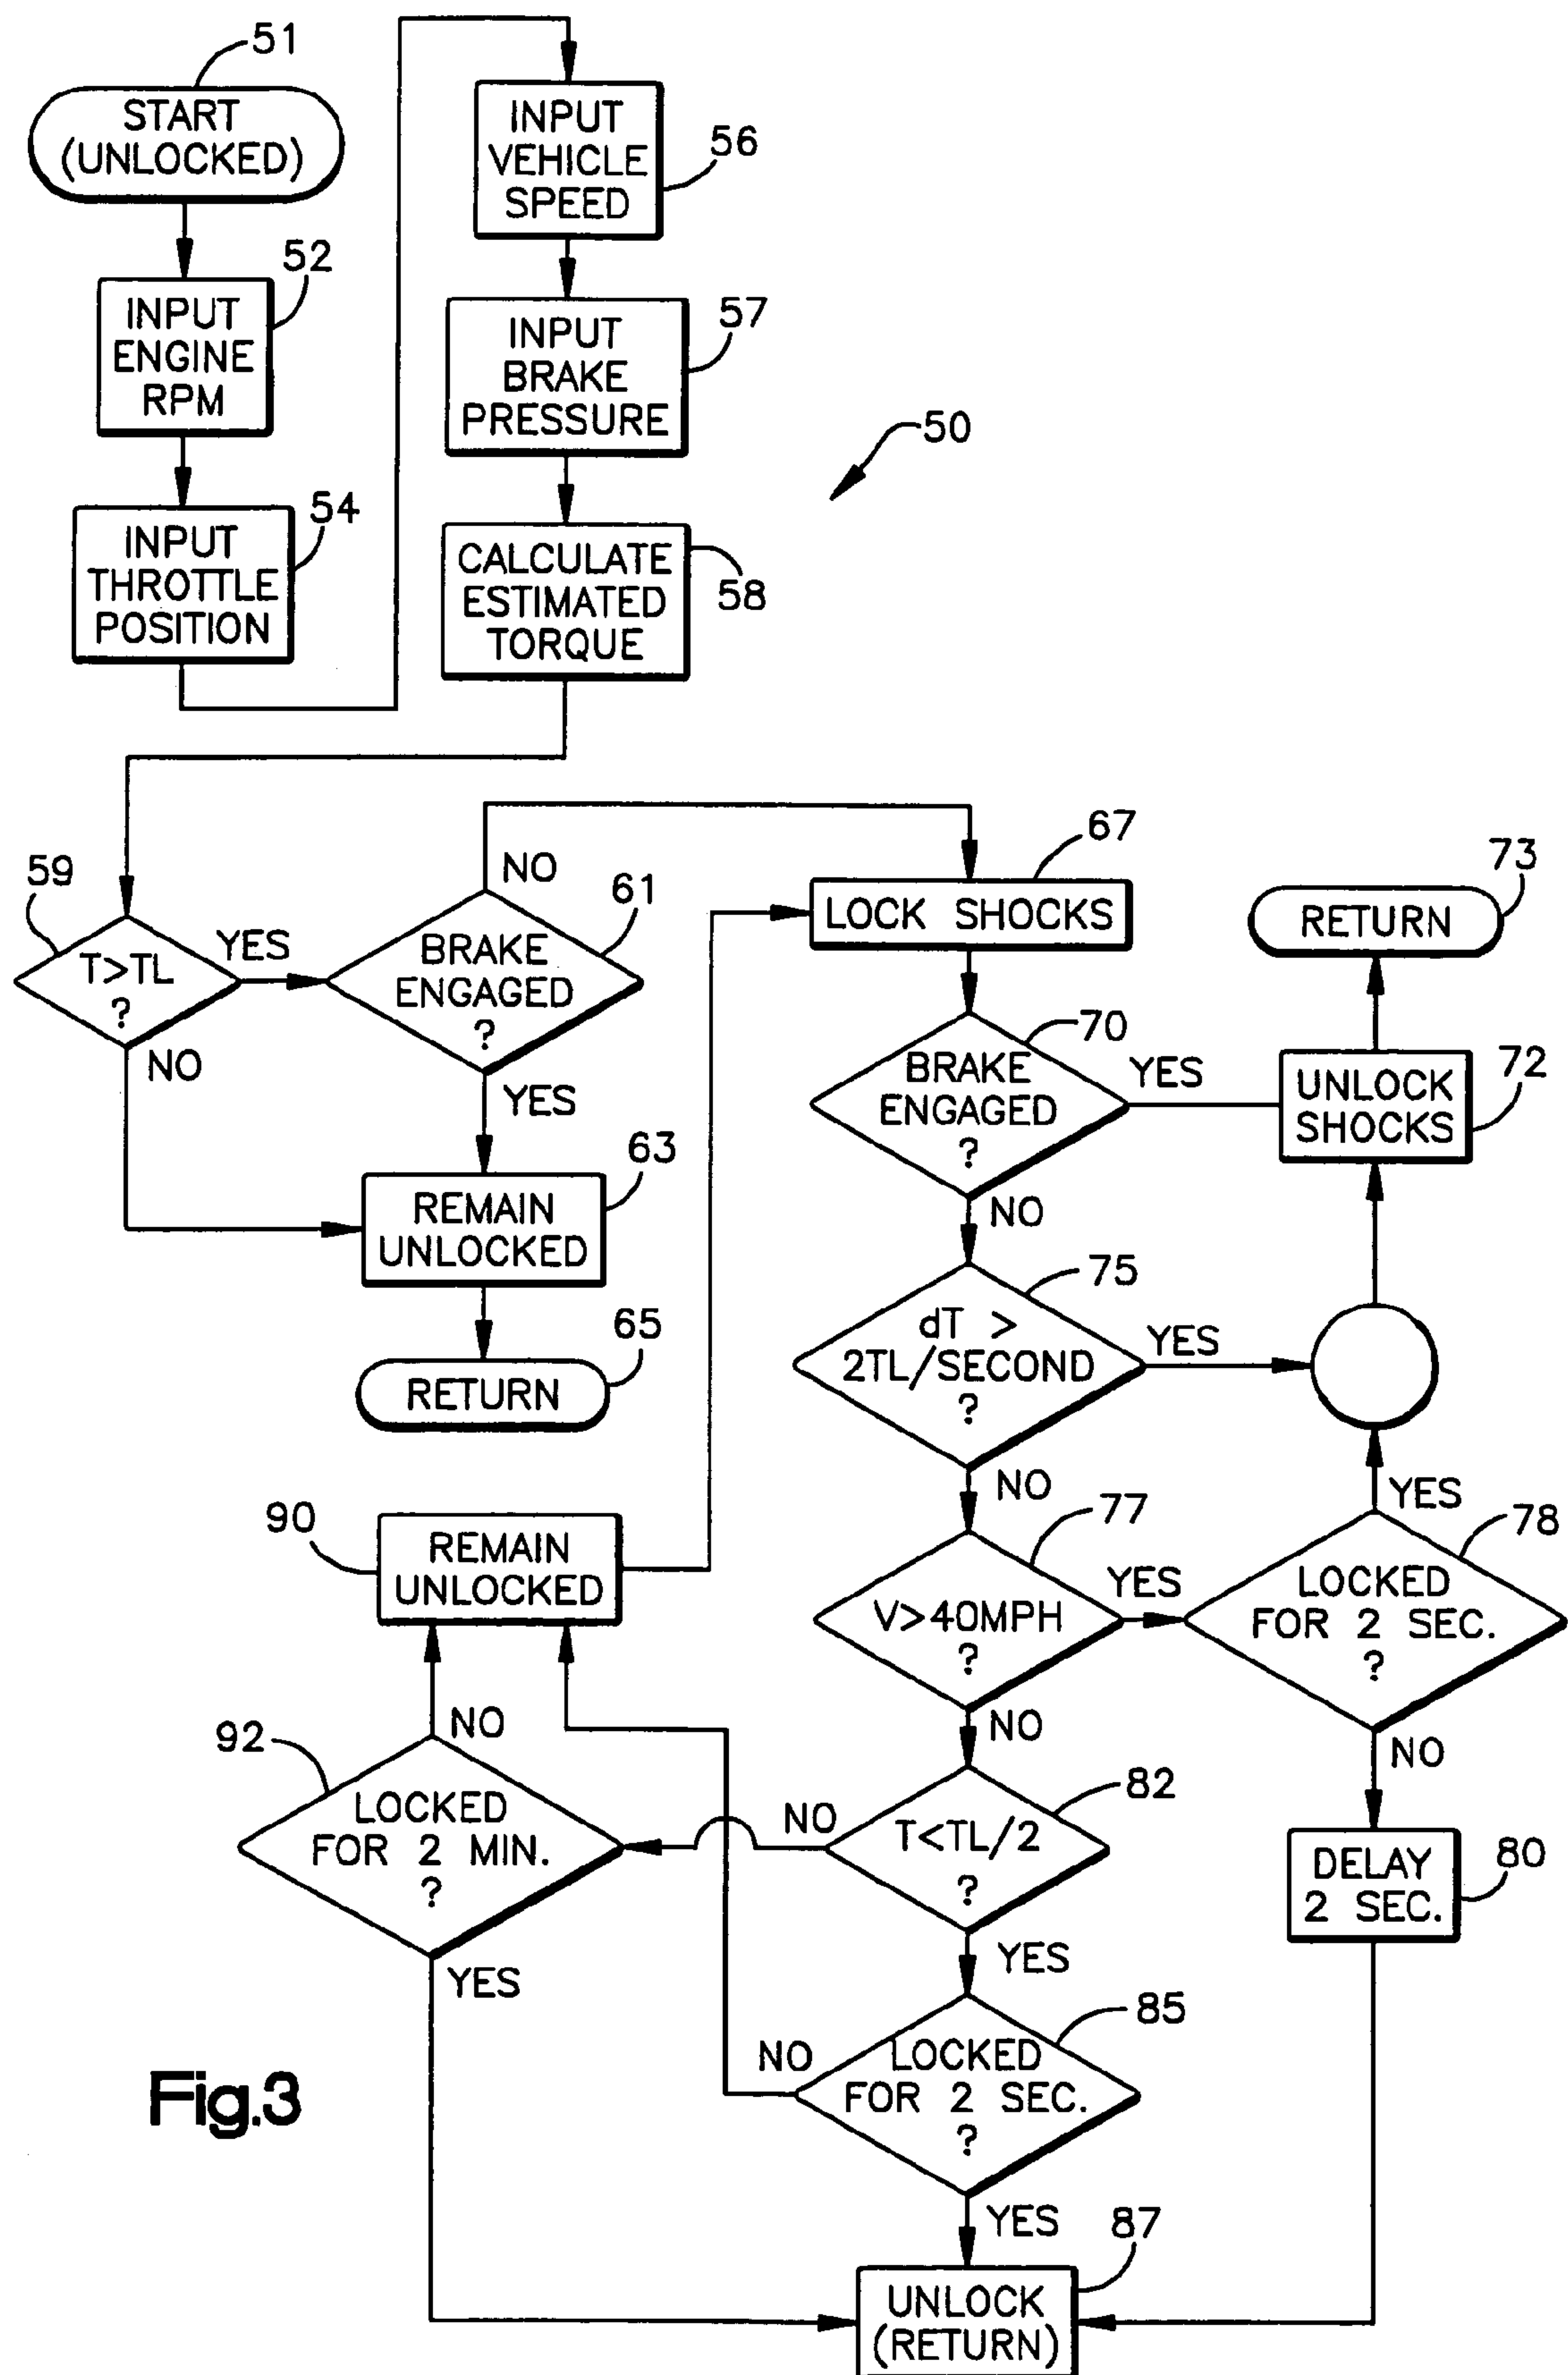 51
START
(UNLOCKED)
52
INPUT
ENGINE
RPM
54
INPUT
THROTTLE
POSITION
INPUT
VEHICLE
SPEED
56
INPUT
BRAKE
PRESSURE
57
50
CALCULATE
ESTIMATED
TORQUE
58
59
T>TL
?
YES
NO
NO
61
BRAKE
ENGAGED
?
YES
63
REMAIN
UNLOCKED
65
RETURN
67
LOCK SHOCKS
73
RETURN
70
BRAKE
ENGAGED
?
YES
72
UNLOCK
SHOCKS
NO
75
dT >
2TL/SECOND
?
YES
NO
77
V>40MPH
?
YES
YES
78
LOCKED
FOR 2 SEC.
?
NO
80
DELAY
2 SEC.
90
REMAIN
UNLOCKED
NO
92
LOCKED
FOR 2 MIN.
?
YES
NO
82
T<TL/2
?
NO
YES
85
LOCKED
FOR 2 SEC.
?
NO
YES
87
UNLOCK
(RETURN)
Fig.3